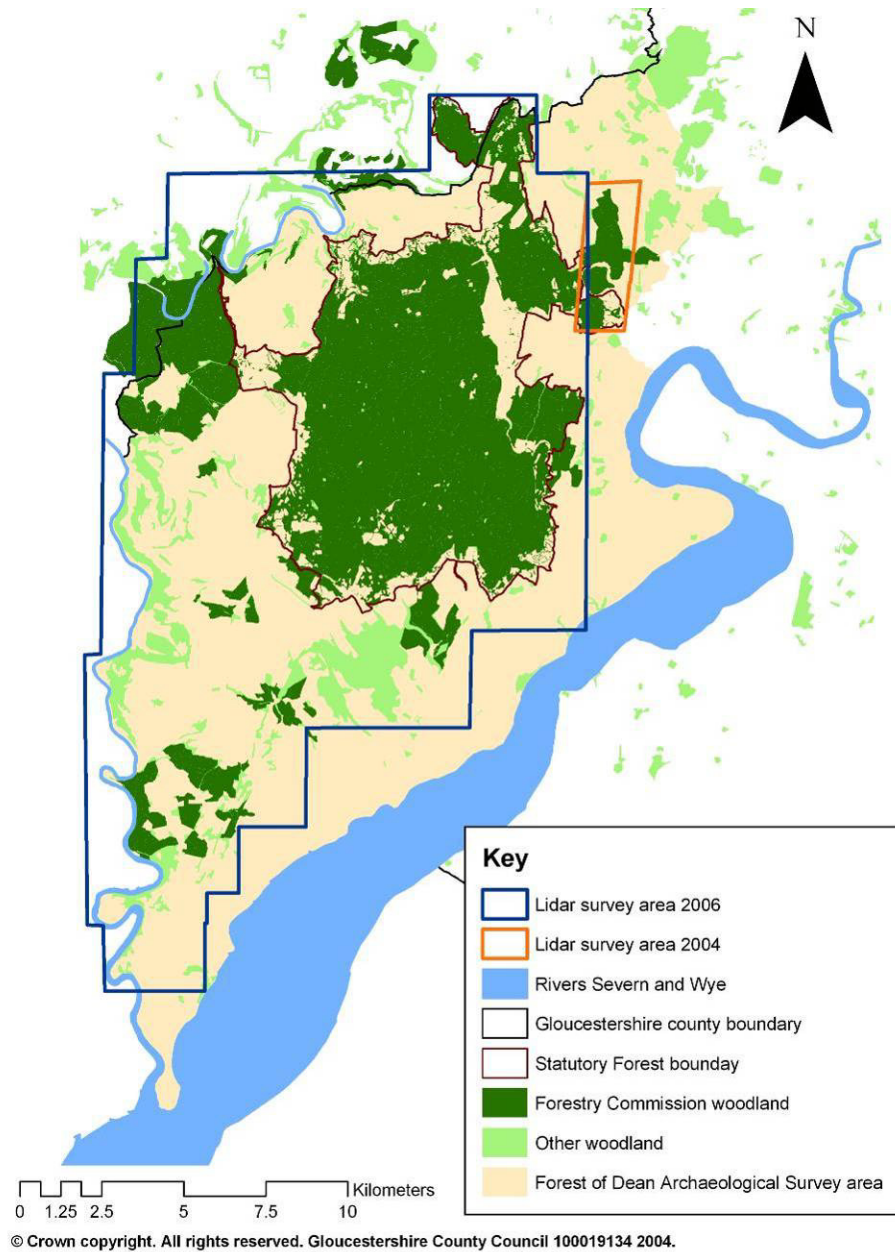 N
Key
Lidar survey area 2006
Lidar survey area 2004
Rivers Severn and Wye
Gloucestershire county boundary
Statutory Forest bounday
Forestry Commission woodland
Other woodland
Forest of Dean Archaeological Survey area
Kilometers
0 1.25 2.5 5 7.5 10
© Crown copyright. All rights reserved. Gloucestershire County Council 100019134 2004.